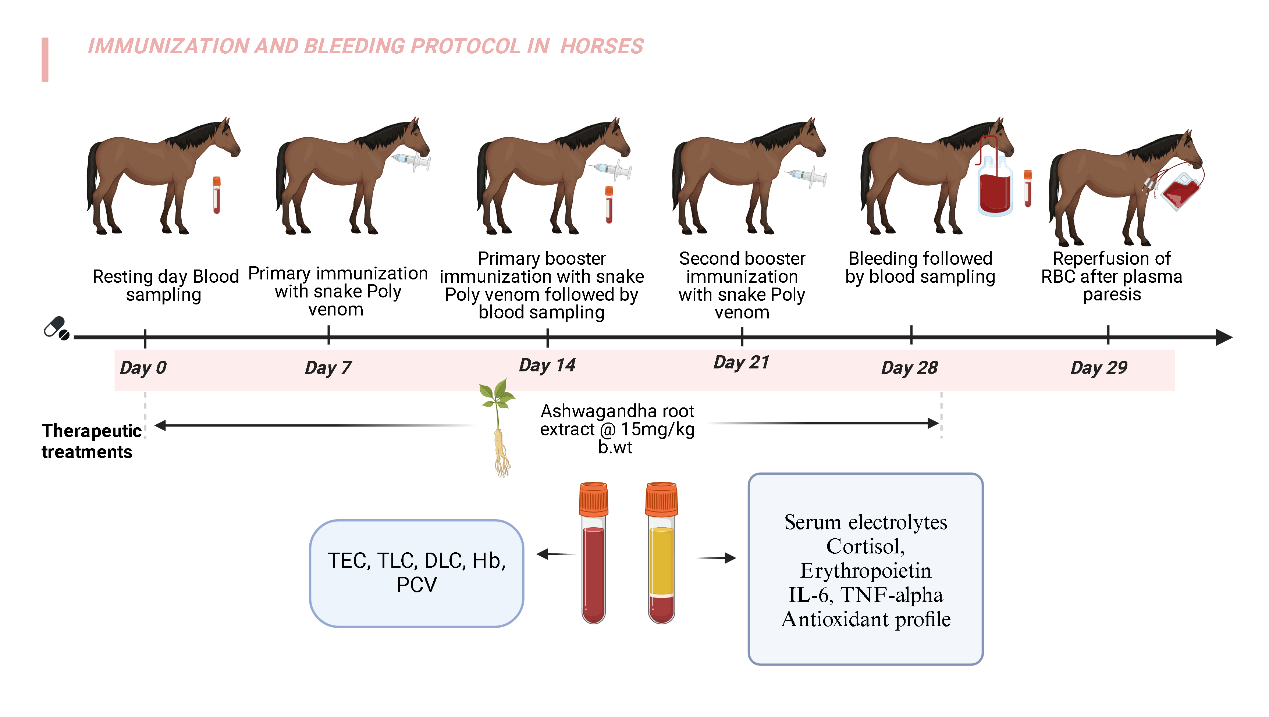 IMMUNIZATION AND BLEEDING PROTOCOL IN HORSES
Resting day Blood
sampling
Primary immunization
with snake Poly
venom
Primary booster
immunization with snake
Poly venom followed by
blood sampling
Second booster
immunization
with snake Poly
venom
Bleeding followed
by blood sampling
Reperfusion of
RBC after plasma
paresis
Day 0
Day 7
Day 14
Day 21
Day 28
Day 29
Therapeutic
treatments
Ashwagandha root
extract @ 15mg/kg
b.wt
TEC, TLC, DLC, Hb,
PCV
Serum electrolytes
Cortisol,
Erythropoietin
IL-6, TNF-alpha
Antioxidant profile